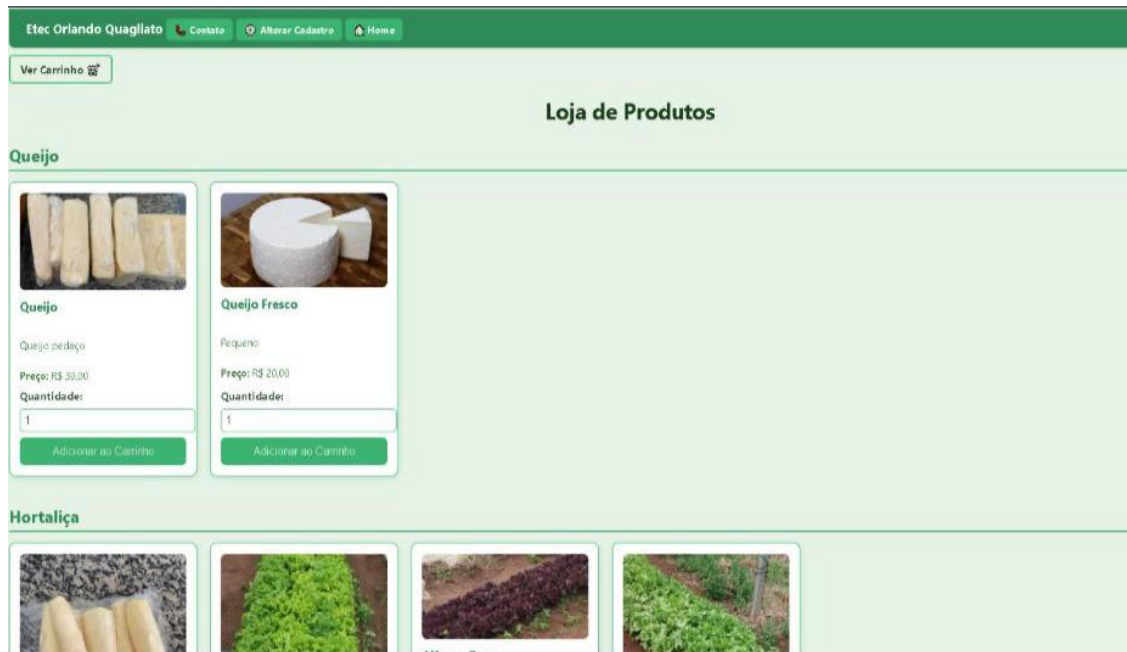 Etec Orlando Quagliato Contato Alterar Cadastro Home
Ver Carrinho
Loja de Produtos
Queijo
Queijo
Queijo pedaço
Preço: R$ 30,00
Quantidade:
1
Adicionar ao Carrinho
Queijo Fresco
Pequeno
Preço: R$ 20,00
Quantidade:
1
Adicionar ao Carrinho
Hortaliça